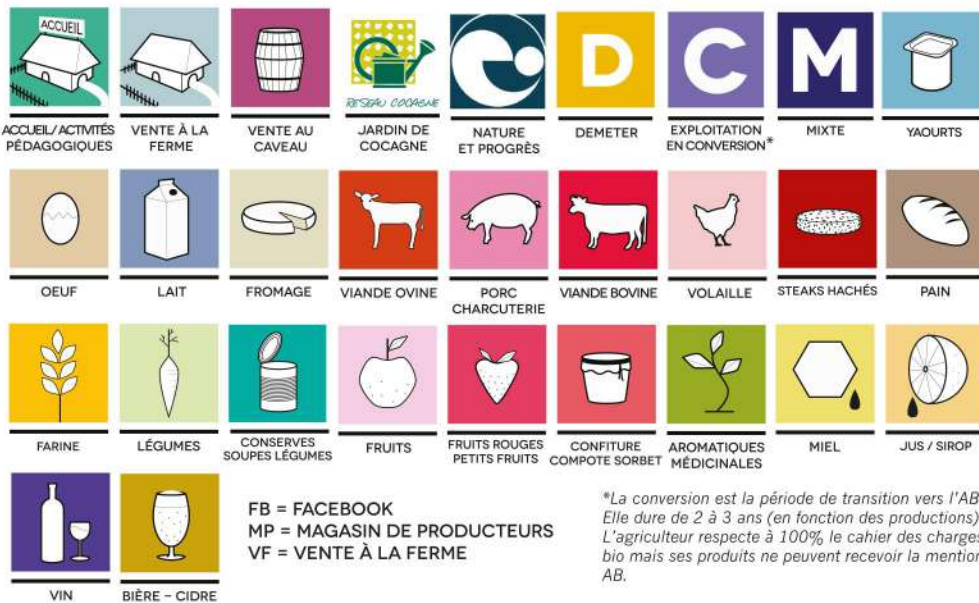 ACCUEIL
RESEAU COCAGNE
D
C
M
ACCUEIL/ ACTIVITÉS
PÉDAGOGIQUES
VENTE À LA
FERME
VENTE AU
CAVEAU
JARDIN DE
COCAGNE
NATURE
ET PROGRÈS
DEMETER
EXPLOITATION
EN CONVERSION*
MIXTE
YAOURTS
OEUF
LAIT
FROMAGE
VIANDE OVINE
PORC
CHARCUTERIE
VIANDE BOVINE
VOLAILLE
STEAKS HACHÉS
PAIN
FARINE
LÉGUMES
CONSERVES
SOUPES LÉGUMES
FRUITS
FRUITS ROUGES
PETITS FRUITS
CONFITURE
COMPOTE SORBET
AROMATIQUES
MÉDICINALES
MIEL
JUS / SIROP
VIN
BIÈRE – CIDRE
FB = FACEBOOK
MP = MAGASIN DE PRODUCTEURS
VF = VENTE À LA FERME
*La conversion est la période de transition vers l'AB
Elle dure de 2 à 3 ans (en fonction des productions)
L'agriculteur respecte à 100% le cahier des charges
bio mais ses produits ne peuvent recevoir la mention
AB.